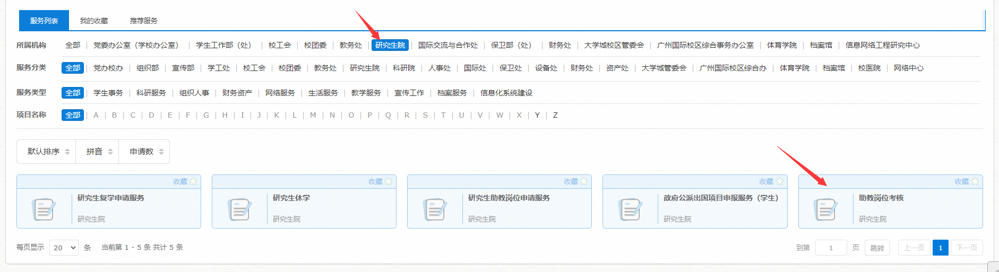 服务列表 我的收藏 推荐服务
所属机构 全部 党委办公室（学校办公室） 学生工作部（处） 校工会 校团委 教务处 研究生院 国际交流与合作处 保卫部（处） 财务处 大学城校区管委会 广州国际校区综合事务办公室 体育学院 档案馆 信息网络工程研究中心
服务分类 全部 党办校办 组织部 宣传部 学工处 校工会 校团委 教务处 研究生院 科研院 人事处 国际处 保卫处 设备处 财务处 资产处 大学城管委会 广州国际校区综合办 体育学院 档案馆 校医院 网络中心
服务类型 全部 学生事务 科研服务 组织人事 财务资产 网络服务 生活服务 教学服务 宣传工作 档案服务 信息化系统建设
项目名称 全部 A B C D E F G H I J K L M N O P Q R S T U V W X Y Z
默认排序 拼音 申请数
收藏 收藏 收藏 收藏 收藏
研究生复学申请服务 研究生休学 研究生助教岗位申请服务 政府公派出国项目申报服务（学生） 助教岗位考核
研究生院 研究生院 研究生院 研究生院 研究生院
每页显示 20 条 当前第 1 - 5 条 共计 5 条 到第 1 页 跳转 上一页 1 下一页